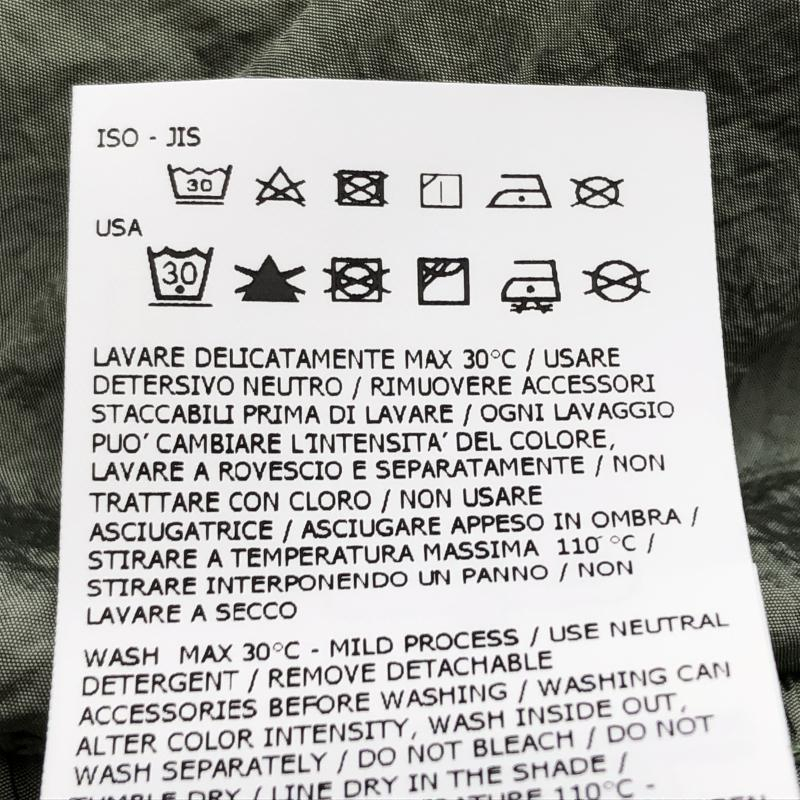 ISO - JIS
30
USA
30
LAVARE DELICATAMENTE MAX 30°C / USARE
DETERSIVO NEUTRO / RIMUOVERE ACCESSORI
STACCABILI PRIMA DI LAVARE / OGNI LAVAGGIO
PUO' CAMBIARE L'INTENSITA' DEL COLORE,
LAVARE A ROVESCIO E SEPARATAMENTE / NON
TRATTARE CON CLORO / NON USARE
ASCIUGATRICE / ASCIUGARE APPESO IN OMBRA /
STIRARE A TEMPERATURA MASSIMA 110 °C /
STIRARE INTERPONENDO UN PANNO / NON
LAVARE A SECCO
WASH MAX 30°C - MILD PROCESS / USE NEUTRAL
DETERGENT / REMOVE DETACHABLE
ACCESSORIES BEFORE WASHING / WASHING CAN
ALTER COLOR INTENSITY, WASH INSIDE OUT,
WASH SEPARATELY / DO NOT BLEACH / DO NOT
TUMBLE DRY / LINE DRY IN THE SHADE /
110°C -